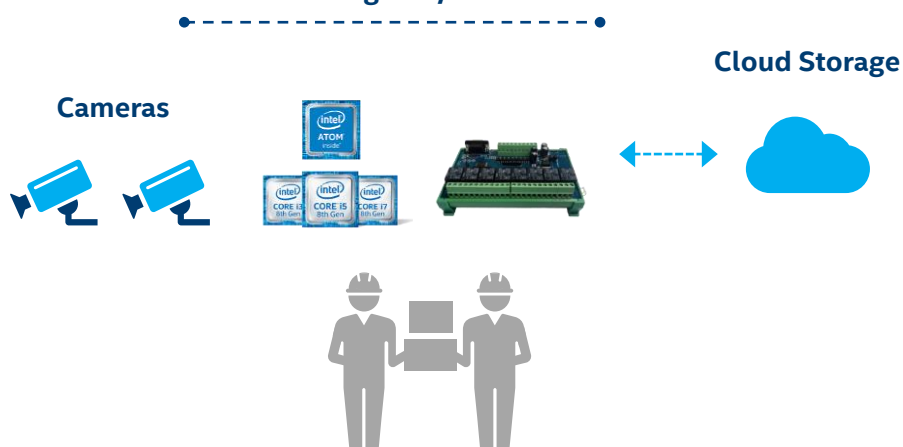 Cloud Storage
Cameras
intel
ATOM
inside
intel
CORE i3
8th Gen
intel
CORE i5
8th Gen
intel
CORE i7
8th Gen